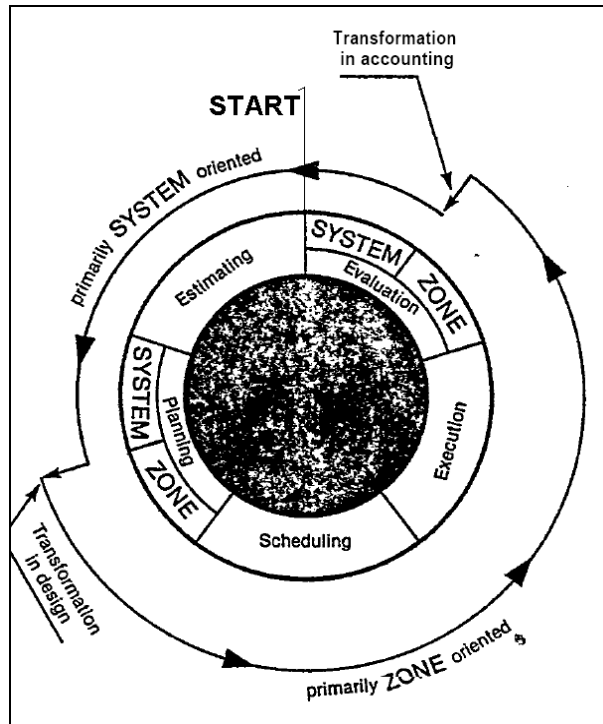 Transformation
in accounting
START
primarily SYSTEM oriented
SYSTEM
ZONE
Evaluation
Estimating
SYSTEM
ZONE
Planning
Execution
Scheduling
Transformation
in design
primarily ZONE oriented